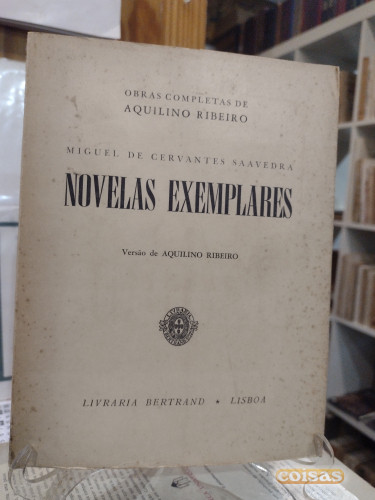 OBRAS COMPLETAS DE
AQUILINO RIBEIRO
MIGUEL DE CERVANTES SAAVEDRA
NOVELAS EXEMPLARES
Versão de AQUILINO RIBEIRO
LIVRARIA BERTRAND • LISBOA
coisas